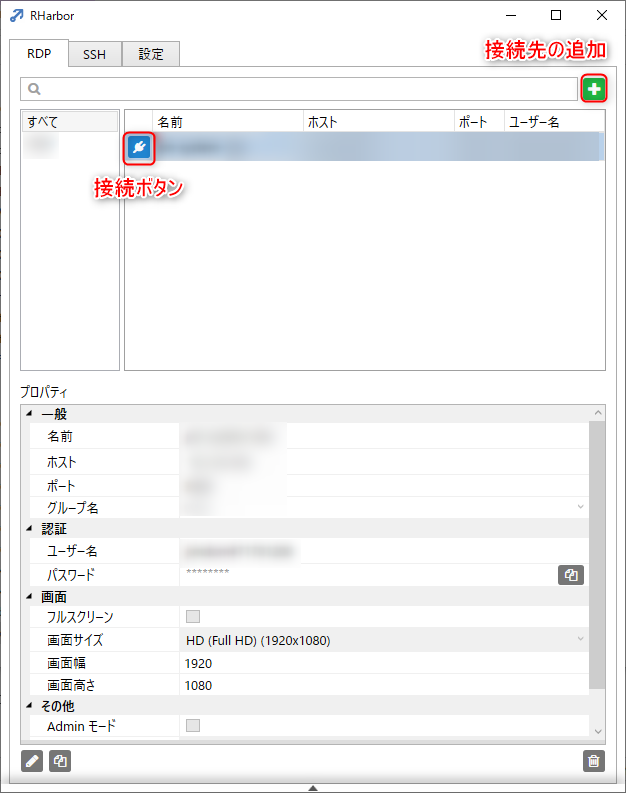 RHarbor
RDP SSH 設定
接続先の追加
すべて
名前 ホスト ポート ユーザー名
接続ボタン
プロパティ
一般
名前
ホスト
ポート
グループ名
認証
ユーザー名
パスワード ********
画面
フルスクリーン
画面サイズ HD (Full HD) (1920x1080)
画面幅 1920
画面高さ 1080
その他
Admin モード